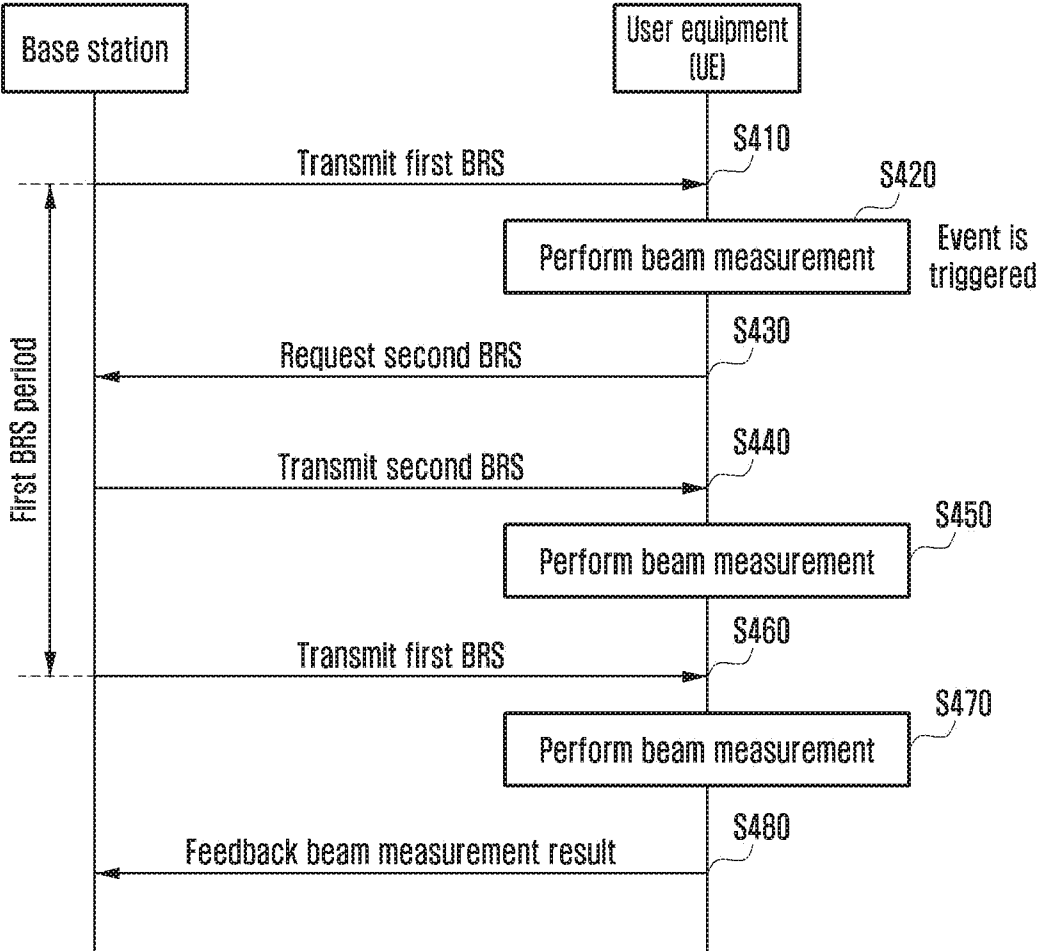 Base station
User equipment
(UE)
S410
Transmit first BRS
S420
Perform beam measurement
Event is
triggered
S430
Request second BRS
First BRS period
S440
Transmit second BRS
S450
Perform beam measurement
S460
Transmit first BRS
S470
Perform beam measurement
S480
Feedback beam measurement result